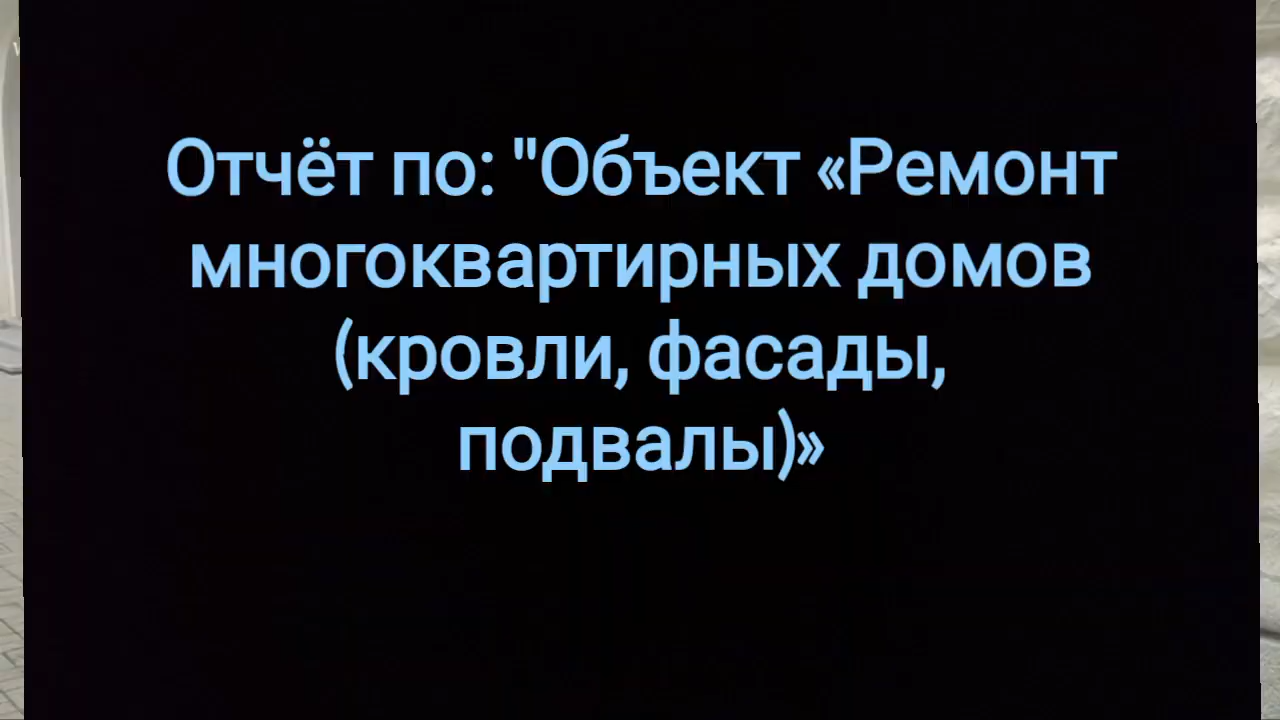 Отчёт по: "Объект «Ремонт
многоквартирных домов
(кровли, фасады,
подвалы)»